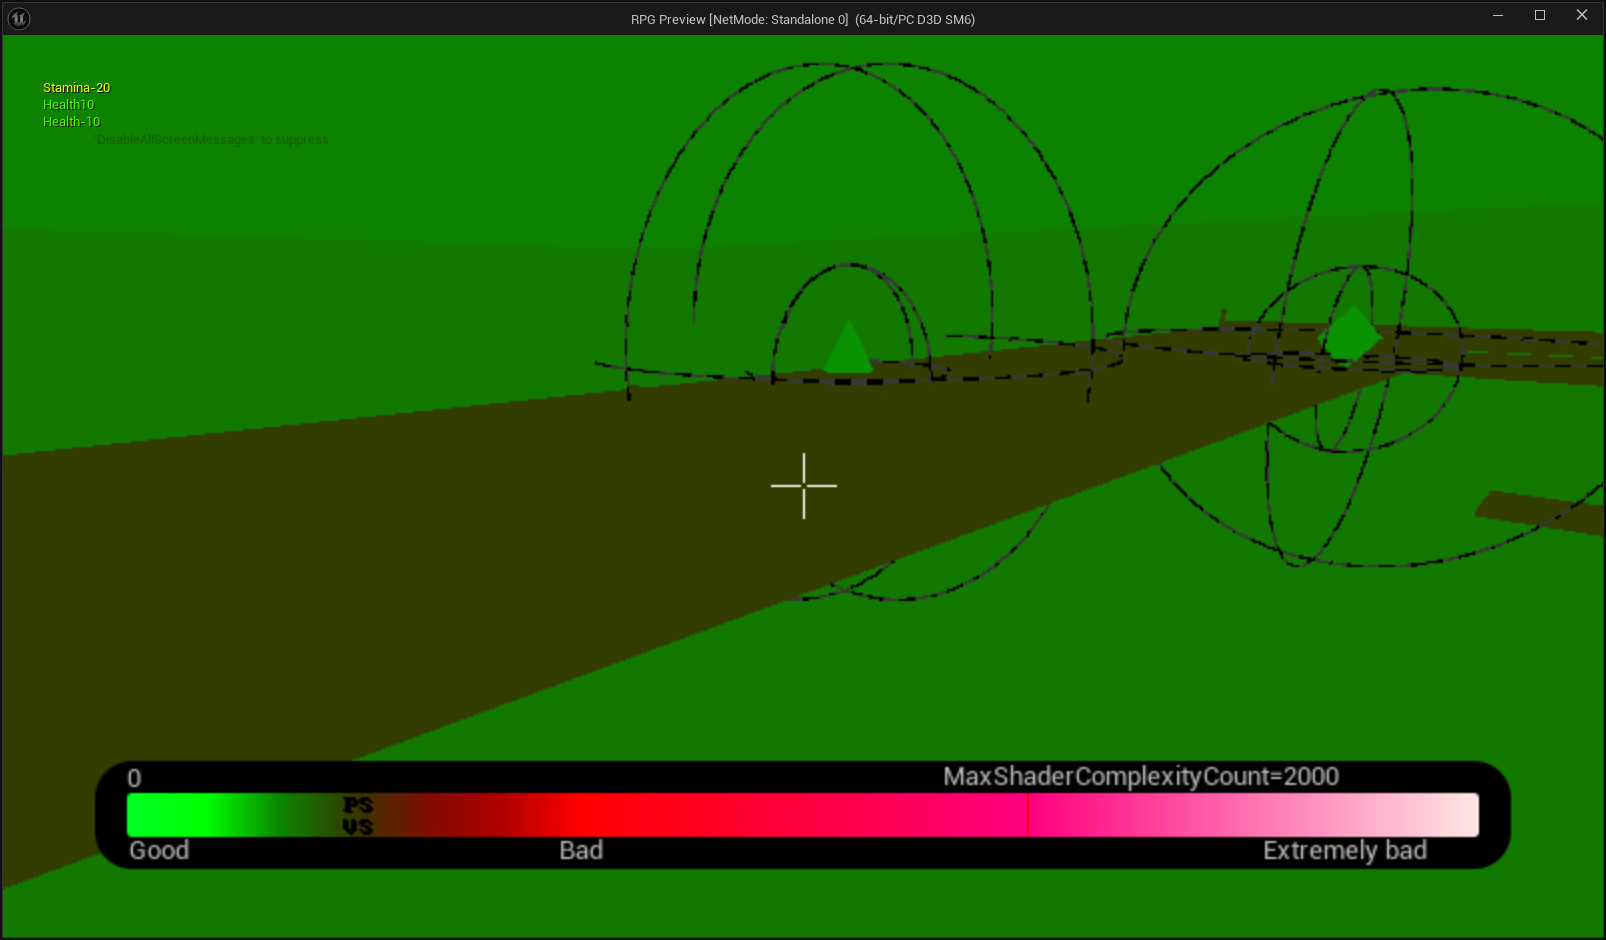 RPG Preview [NetMode: Standalone 0] (64-bit/PC D3D SM6)
Stamina-20
Health10
Health-10
'DisableAllScreenMessages' to suppress
0
MaxShaderComplexityCount=2000
PS
VS
Good
Bad
Extremely bad